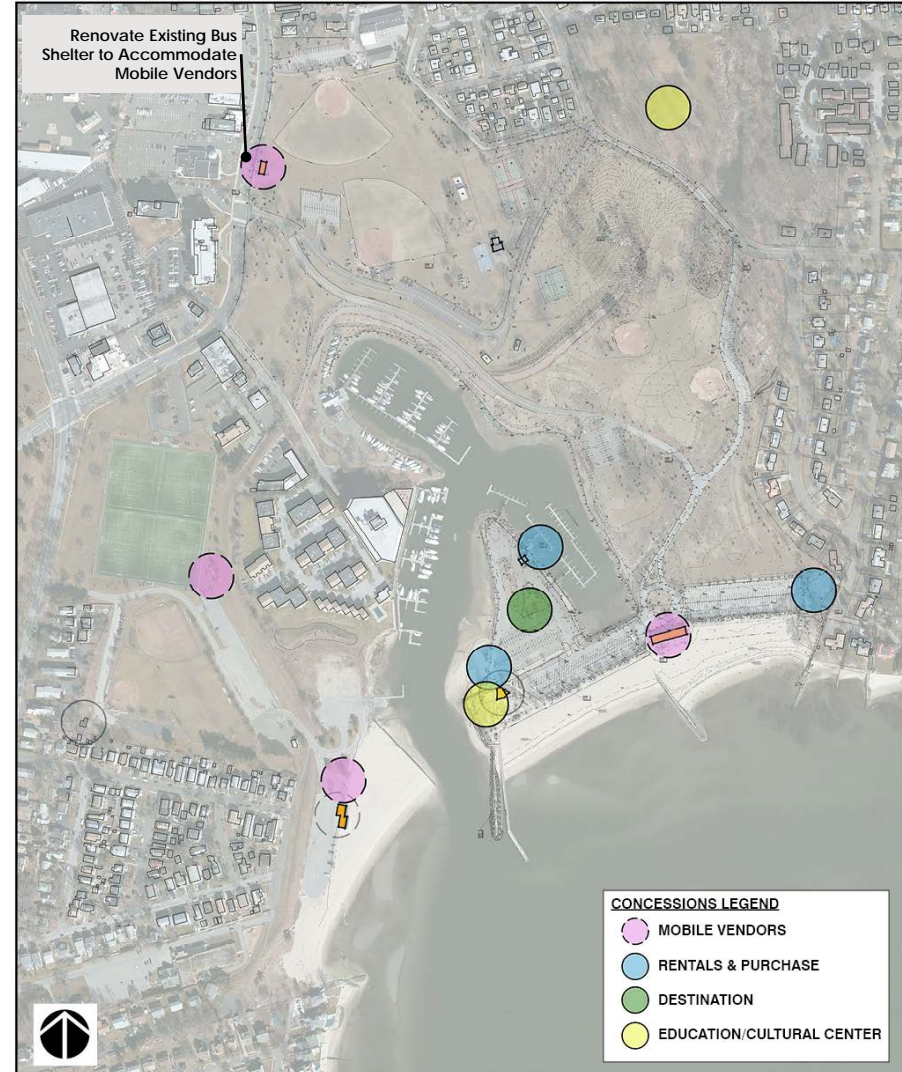 Renovate Existing Bus
Shelter to Accommodate
Mobile Vendors
CONCESSIONS LEGEND
MOBILE VENDORS
RENTALS & PURCHASE
DESTINATION
EDUCATION/CULTURAL CENTER